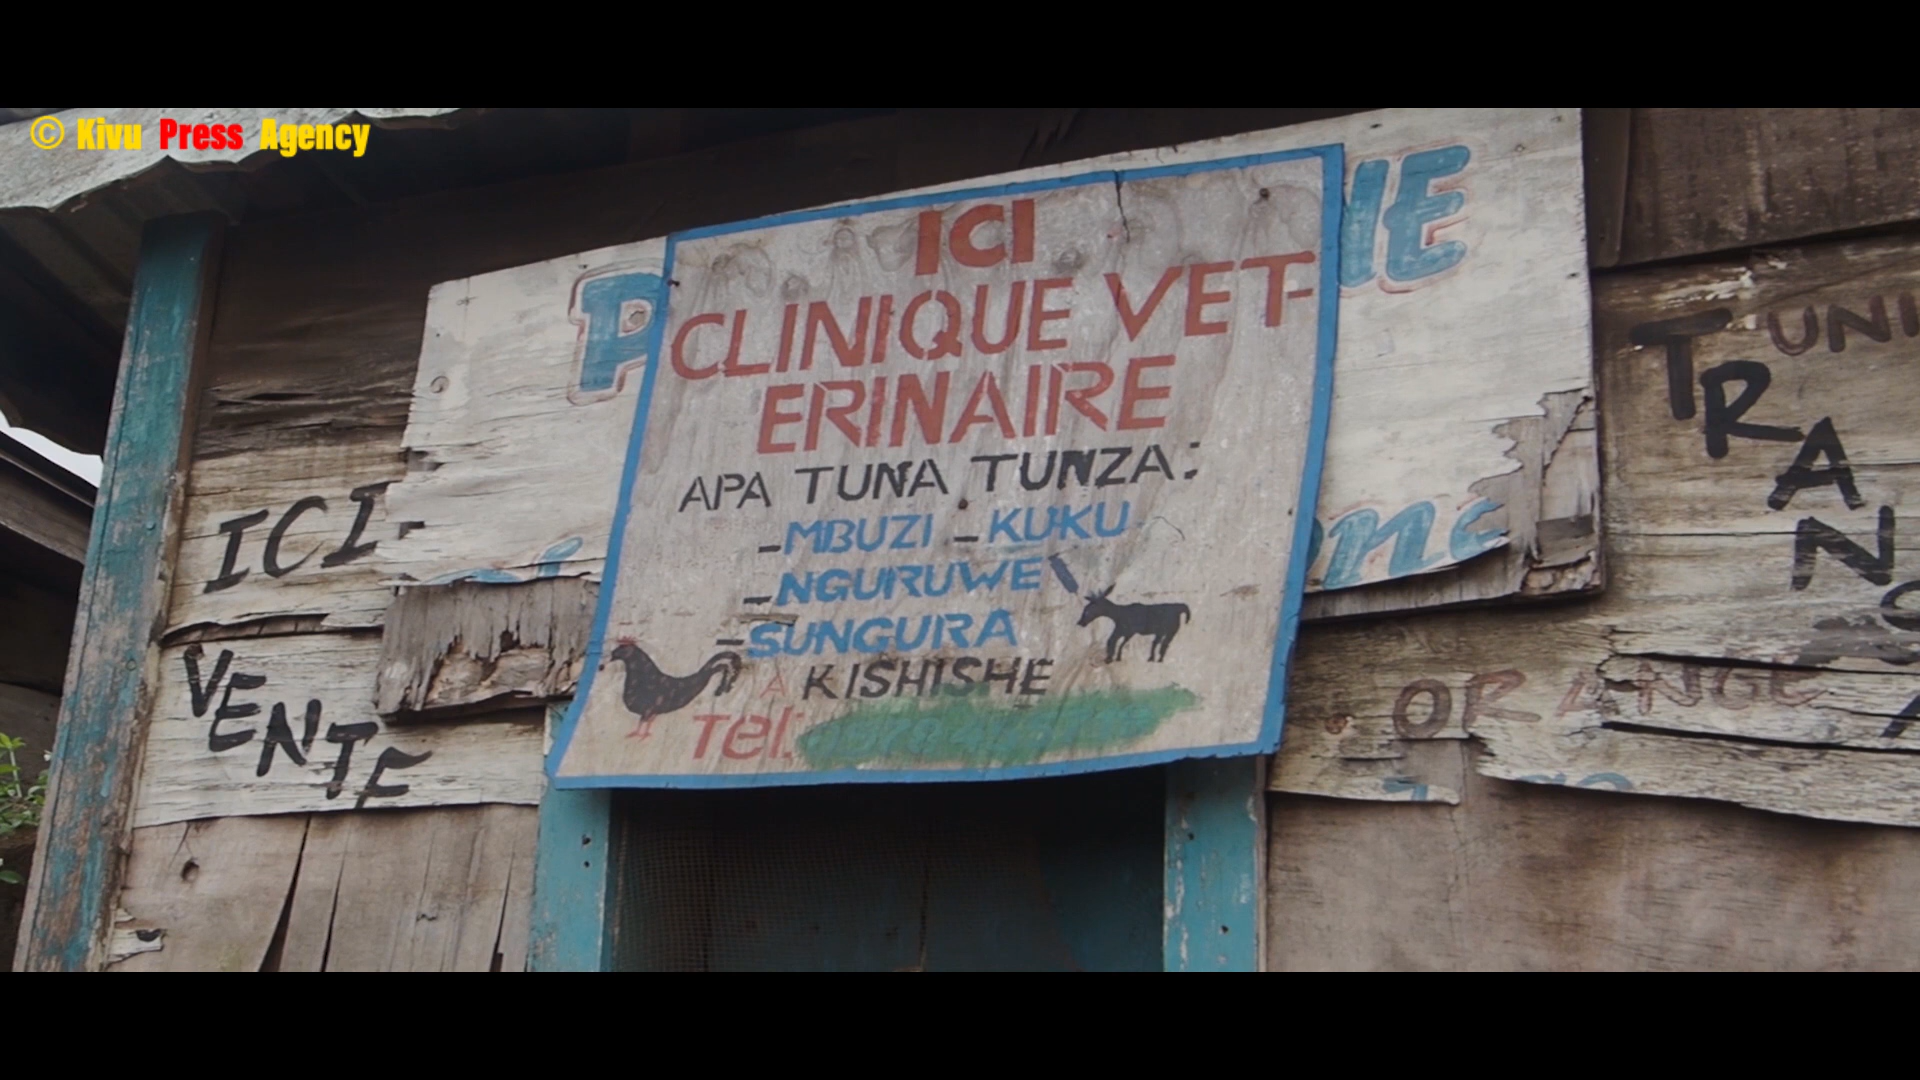 © Kivu Press Agency
ICI
CLINIQUE VET-
ERINAIRE
APA TUNA TUNZA:
-MBUZI -KUKU
-NGURUWE
-SUNGURA
A KISHISHE
Tel:
ICI-
VENTE
TRANS
ORANGE